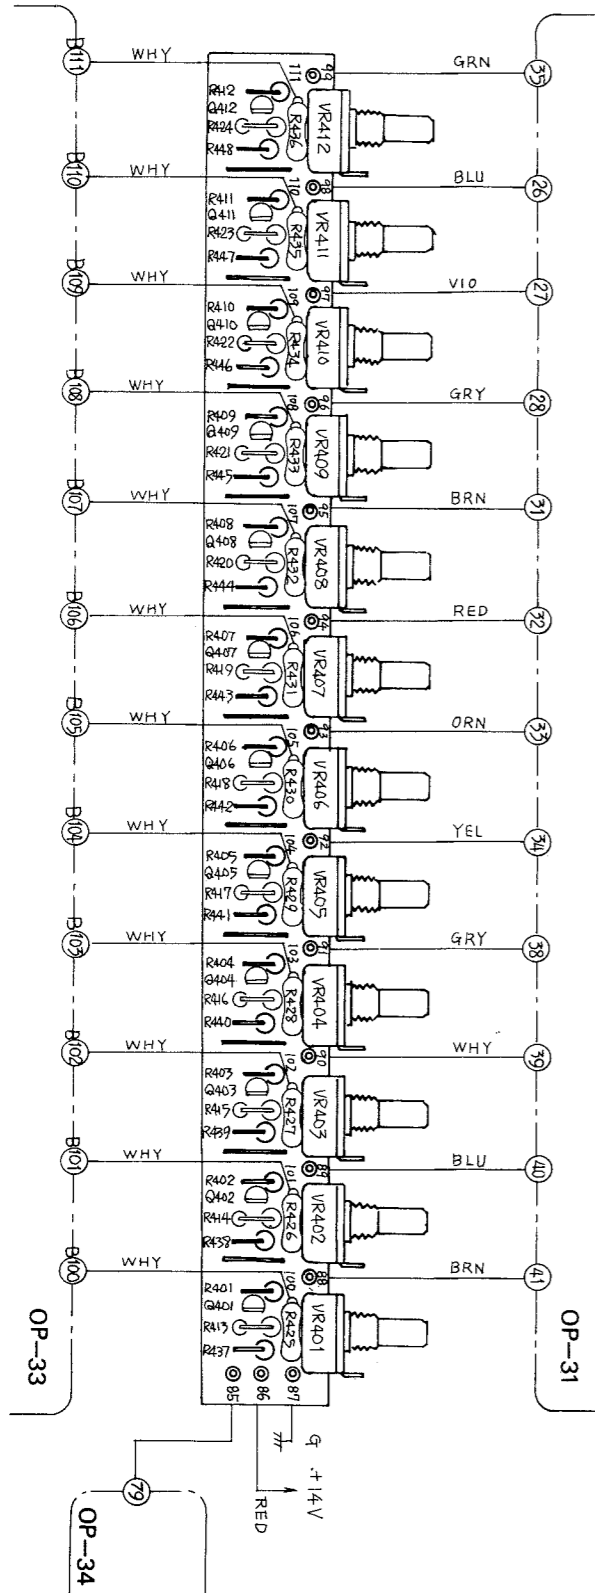 B111 WHY 111 99 GRN 35
R412
Q412
R424
R448
R436
VR412
B110 WHY 110 98 BLU 26
R411
Q411
R423
R447
R435
VR411
B109 WHY 109 97 VIO 27
R410
Q410
R422
R446
R434
VR410
B108 WHY 108 96 GRY 28
R409
Q409
R421
R445
R433
VR409
B107 WHY 107 95 BRN 31
R408
Q408
R420
R444
R432
VR408
B106 WHY 106 94 RED 32
R407
Q407
R419
R443
R431
VR407
B105 WHY 105 93 ORN 33
R406
Q406
R418
R442
R430
VR406
B104 WHY 104 92 YEL 34
R405
Q405
R417
R441
R429
VR405
B103 WHY 103 91 GRY 38
R404
Q404
R416
R440
R428
VR404
B102 WHY 102 90 WHY 39
R403
Q403
R415
R439
R427
VR403
B101 WHY 101 89 BLU 40
R402
Q402
R414
R438
R426
VR402
B100 WHY 100 88 BRN 41
R401
Q401
R413
R437
R425
VR401
OP-33
OP-31
85 86 87
G
+14V
RED
79
OP-34